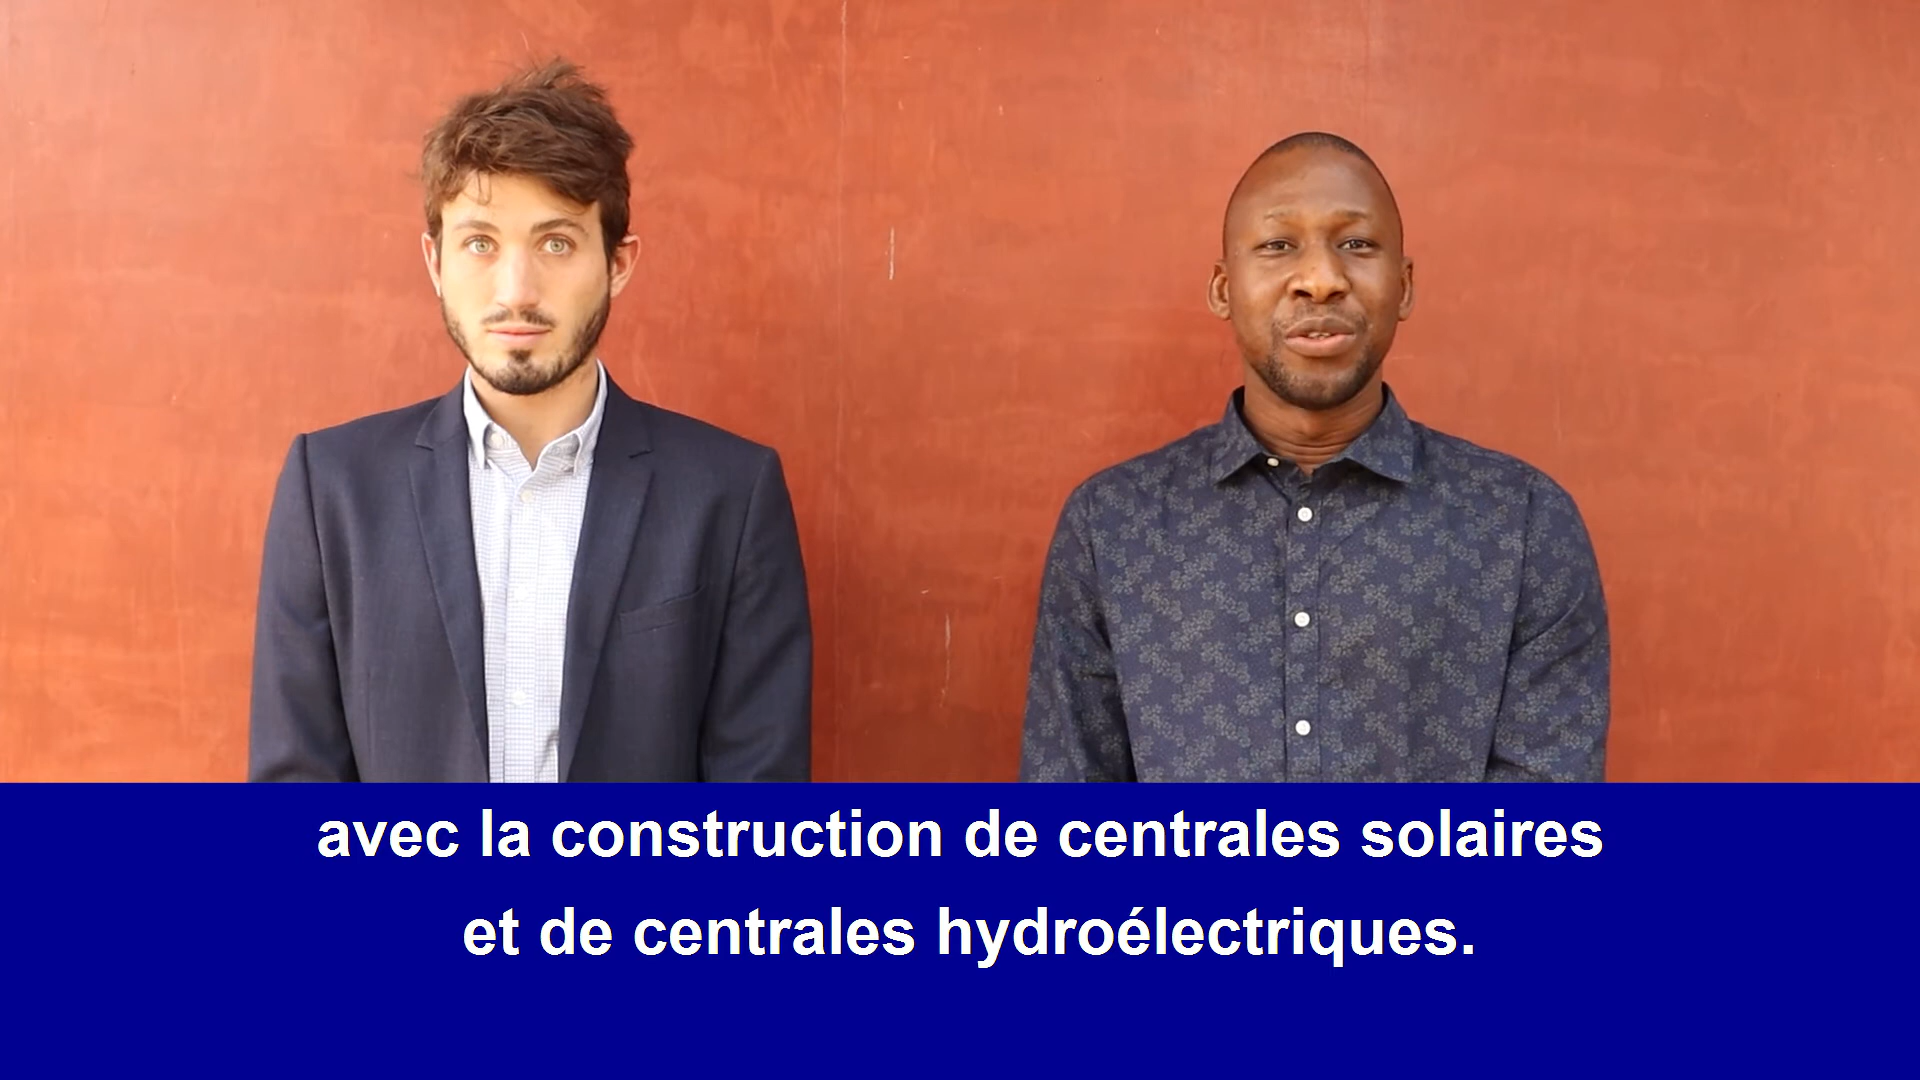 avec la construction de centrales solaires
et de centrales hydroélectriques.